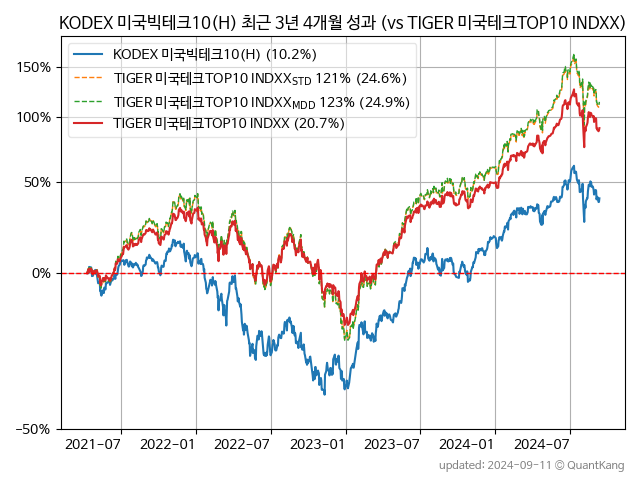 KODEX 미국빅테크10(H) 최근 3년 4개월 성과 (vs TIGER 미국테크TOP10 INDXX)
KODEX 미국빅테크10(H) (10.2%)
TIGER 미국테크TOP10 INDXXSTD 121% (24.6%)
TIGER 미국테크TOP10 INDXXMDD 123% (24.9%)
TIGER 미국테크TOP10 INDXX (20.7%)
150%
100%
50%
0%
−50%
2021-07 2022-01 2022-07 2023-01 2023-07 2024-01 2024-07
updated: 2024-09-11 © QuantKang